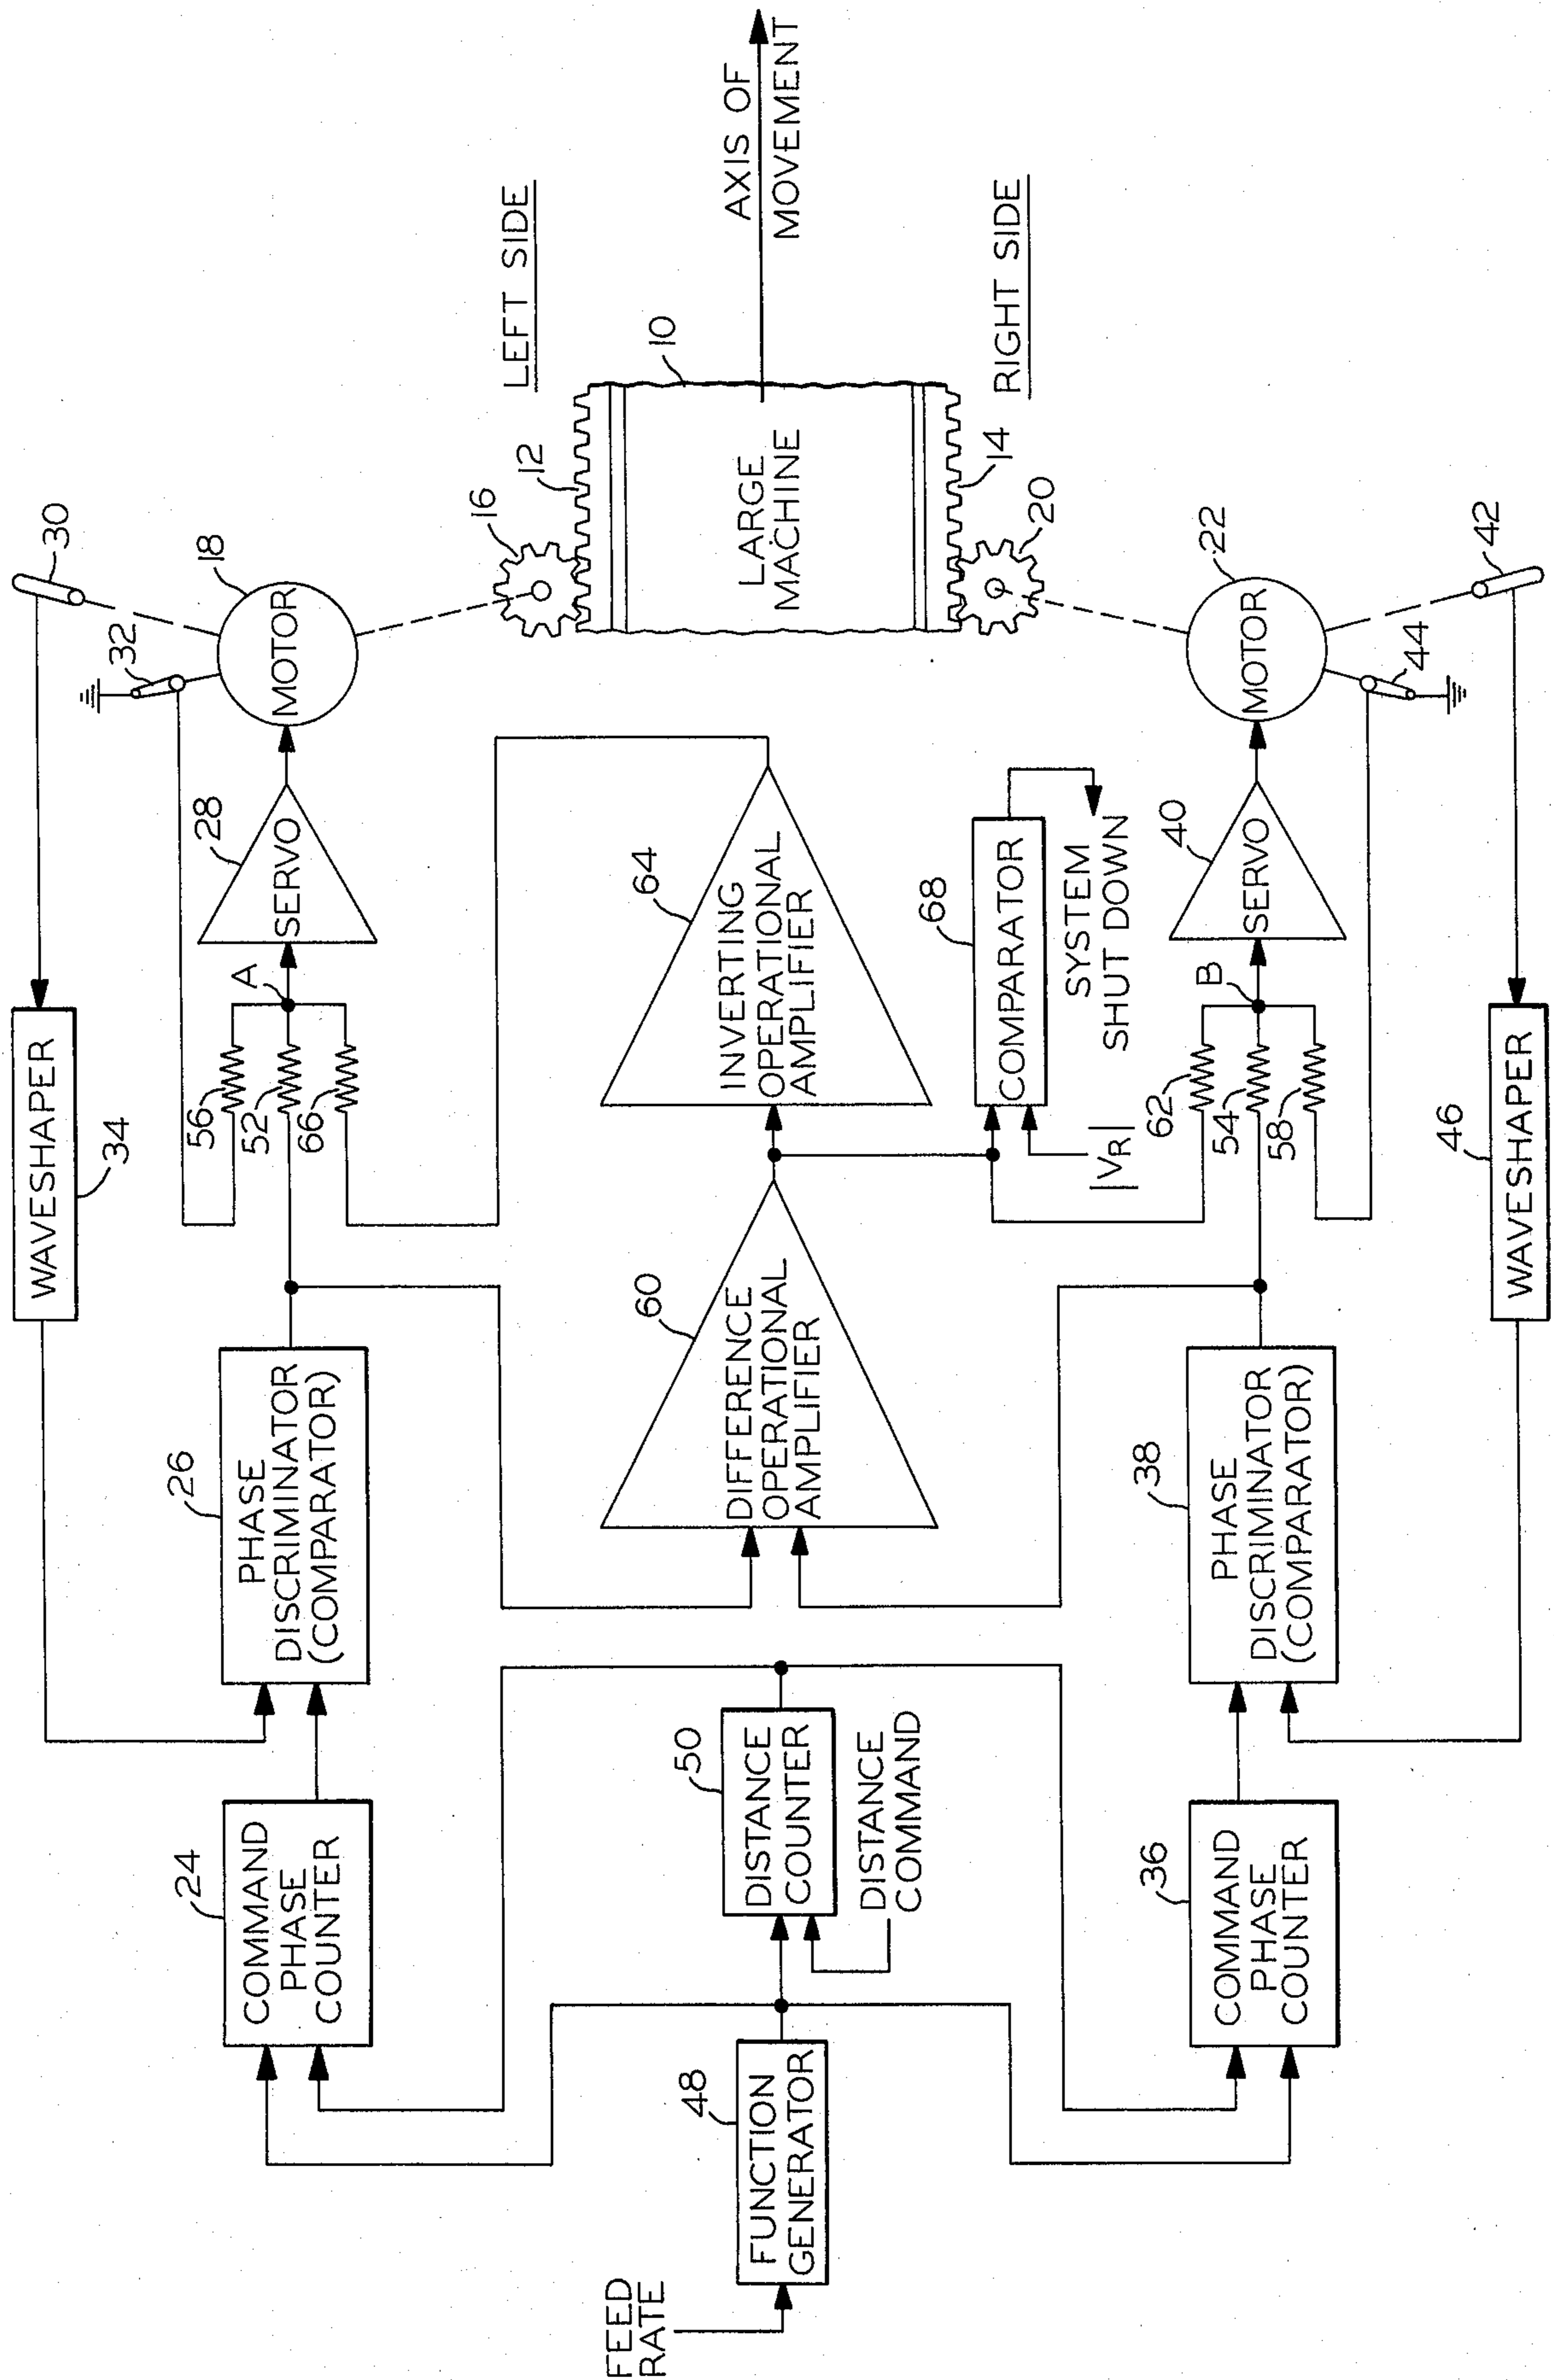 30
32
18
WAVESHAPER
34
MOTOR
28
SERVO
A
56
52
66
26
PHASE
DISCRIMINATOR
(COMPARATOR)
24
COMMAND
PHASE
COUNTER
LEFT SIDE
16
12
10
LARGE
MACHINE
AXIS OF
MOVEMENT
RIGHT SIDE
14
20
64
INVERTING
OPERATIONAL
AMPLIFIER
60
DIFFERENCE
OPERATIONAL
AMPLIFIER
50
DISTANCE
COUNTER
DISTANCE
COMMAND
48
FUNCTION
GENERATOR
FEED
RATE
68
COMPARATOR
SYSTEM
SHUT DOWN
|VR|
22
MOTOR
42
44
40
SERVO
B
62
54
58
38
PHASE
DISCRIMINATOR
(COMPARATOR)
36
COMMAND
PHASE
COUNTER
46
WAVESHAPER